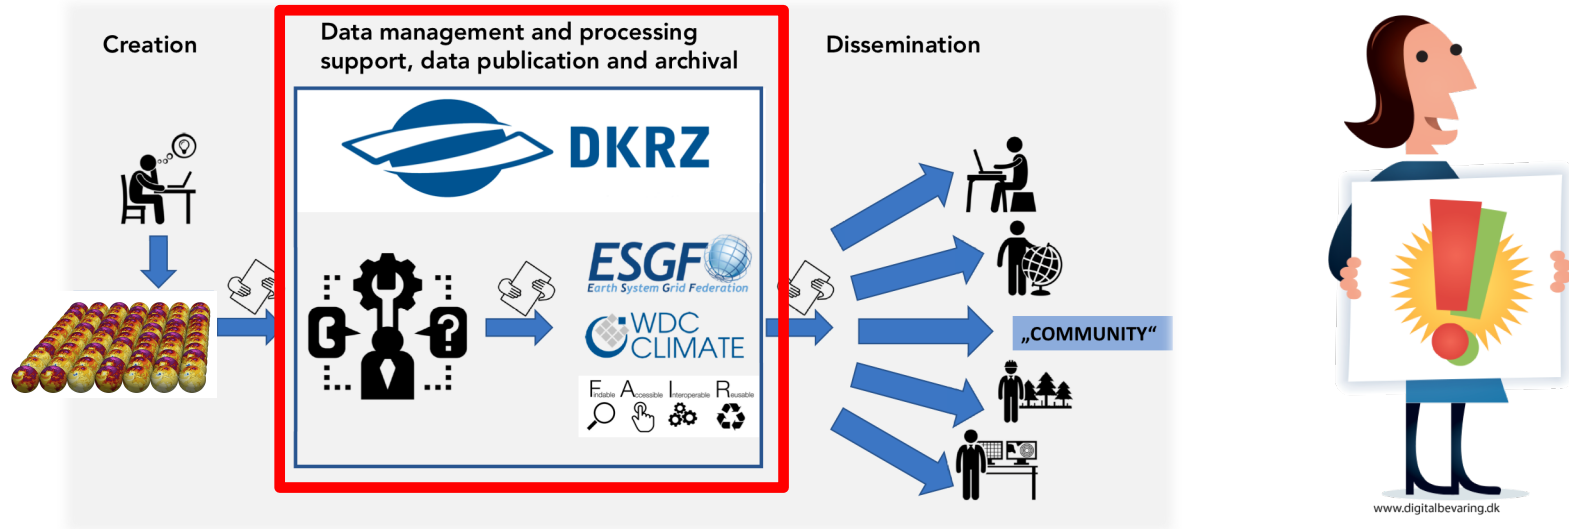 Creation
Data management and processing
support, data publication and archival
DKRZ
ESGF
Earth System Grid Federation
WDC
CLIMATE
Findable Accessible Interoperable Reusable
?
Dissemination
„COMMUNITY“
www.digitalbevaring.dk